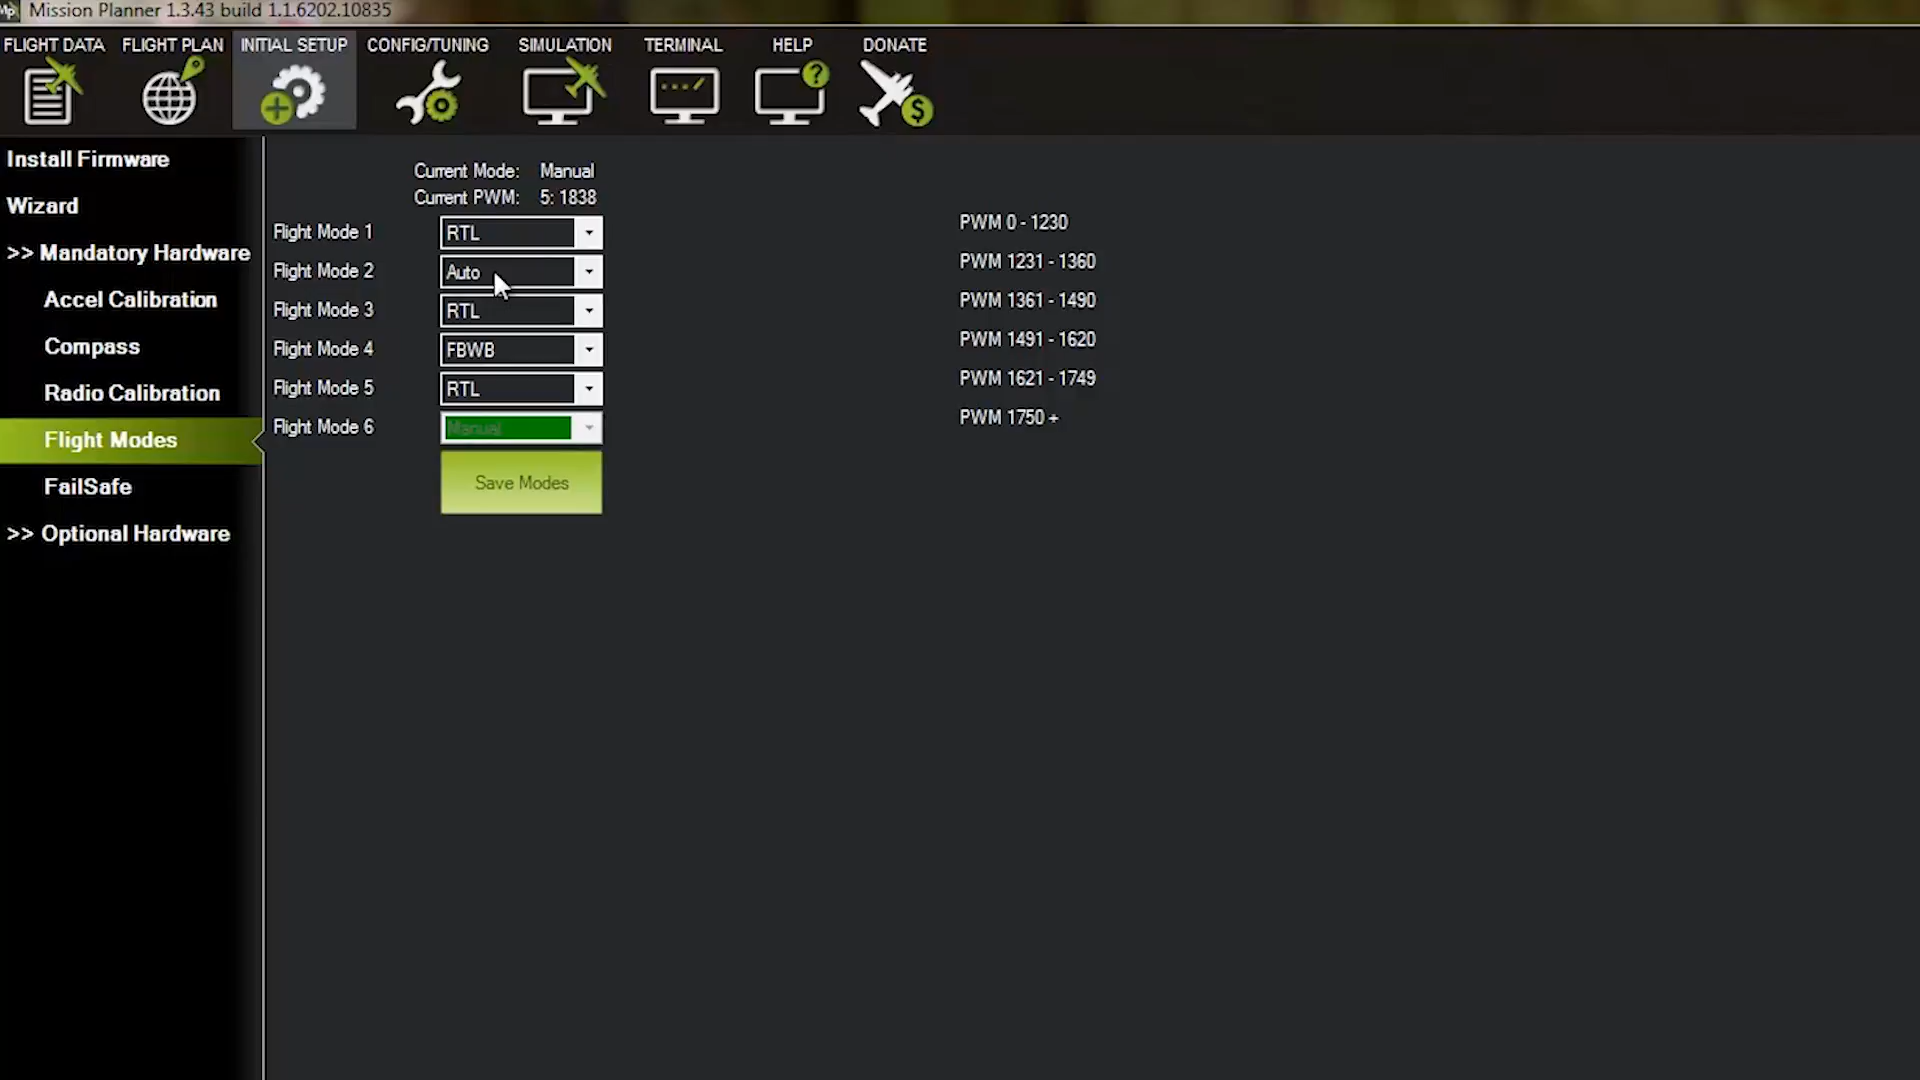 Mission Planner 1.3.43 build 1.1.6202.10835
FLIGHT DATA FLIGHT PLAN INITIAL SETUP CONFIG/TUNING SIMULATION TERMINAL HELP DONATE
Install Firmware
Wizard
>> Mandatory Hardware
Accel Calibration
Compass
Radio Calibration
Flight Modes
FailSafe
>> Optional Hardware
Current Mode: Manual
Current PWM: 5: 1838
Flight Mode 1 RTL PWM 0 - 1230
Flight Mode 2 Auto PWM 1231 - 1360
Flight Mode 3 RTL PWM 1361 - 1490
Flight Mode 4 FBWB PWM 1491 - 1620
Flight Mode 5 RTL PWM 1621 - 1749
Flight Mode 6 Manual PWM 1750 +
Save Modes